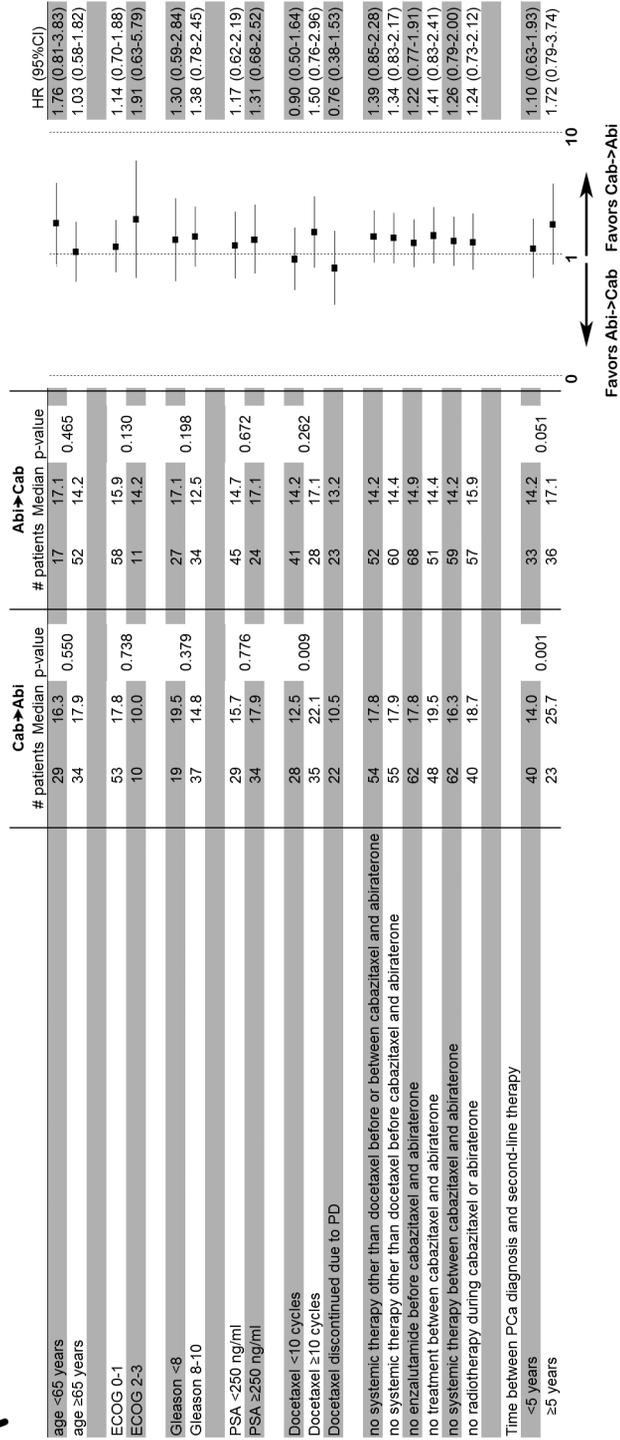 Cab➔Abi Abi➔Cab
# patients Median p-value # patients Median p-value HR (95%CI)
age <65 years 29 16.3 0.550 17 17.1 0.465 1.76 (0.81-3.83)
age ≥65 years 34 17.9 52 14.2 1.03 (0.58-1.82)
ECOG 0-1 53 17.8 0.738 58 15.9 0.130 1.14 (0.70-1.88)
ECOG 2-3 10 10.0 11 14.2 1.91 (0.63-5.79)
Gleason <8 19 19.5 0.379 27 17.1 0.198 1.30 (0.59-2.84)
Gleason 8-10 37 14.8 34 12.5 1.38 (0.78-2.45)
PSA <250 ng/ml 29 15.7 0.776 45 14.7 0.672 1.17 (0.62-2.19)
PSA ≥250 ng/ml 34 17.9 24 17.1 1.31 (0.68-2.52)
Docetaxel <10 cycles 28 12.5 0.009 41 14.2 0.262 0.90 (0.50-1.64)
Docetaxel ≥10 cycles 35 22.1 28 17.1 1.50 (0.76-2.96)
Docetaxel discontinued due to PD 22 10.5 23 13.2 0.76 (0.38-1.53)
no systemic therapy other than docetaxel before or between cabazitaxel and abiraterone 54 17.8 52 14.2 1.39 (0.85-2.28)
no systemic therapy other than docetaxel before cabazitaxel and abiraterone 55 17.9 60 14.4 1.34 (0.83-2.17)
no enzalutamide before cabazitaxel and abiraterone 62 17.8 68 14.9 1.22 (0.77-1.91)
no treatment between cabazitaxel and abiraterone 48 19.5 51 14.4 1.41 (0.83-2.41)
no systemic therapy between cabazitaxel and abiraterone 62 16.3 59 14.2 1.26 (0.79-2.00)
no radiotherapy during cabazitaxel or abiraterone 40 18.7 57 15.9 1.24 (0.73-2.12)
Time between PCa diagnosis and second-line therapy
<5 years 40 14.0 0.001 33 14.2 0.051 1.10 (0.63-1.93)
≥5 years 23 25.7 36 17.1 1.72 (0.79-3.74)
0 1 10
Favors Abi->Cab Favors Cab->Abi